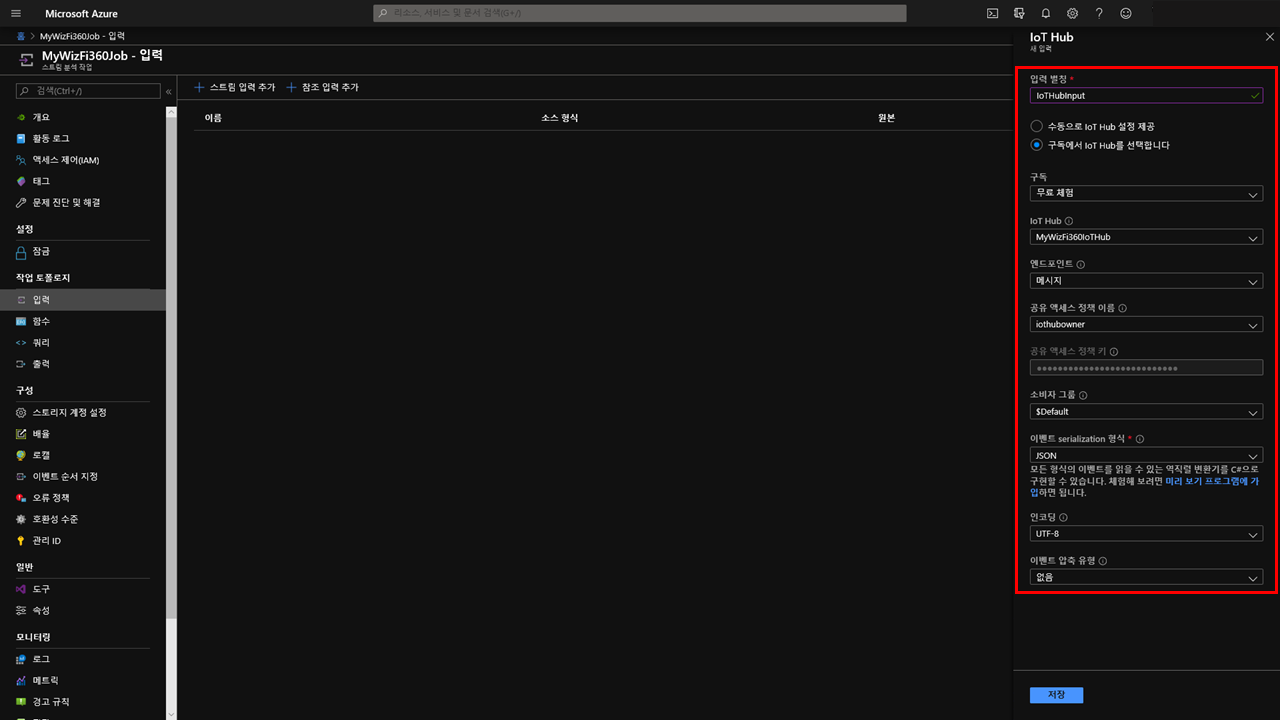 Microsoft Azure
리소스, 서비스 및 문서 검색(G+/)
홈 > MyWizFi360Job - 입력
MyWizFi360Job - 입력
스트림 분석 작업
검색(Ctrl+/)
«
개요
활동 로그
액세스 제어(IAM)
태그
문제 진단 및 해결
설정
잠금
작업 토폴로지
입력
함수
쿼리
출력
구성
스토리지 계정 설정
배율
로캘
이벤트 순서 지정
오류 정책
호환성 수준
관리 ID
일반
도구
속성
모니터링
로그
메트릭
경고 규칙
+ 스트림 입력 추가 + 참조 입력 추가
이름 소스 형식 원본
IoT Hub
새 입력
입력 별칭 *
IoTHubInput
수동으로 IoT Hub 설정 제공
구독에서 IoT Hub를 선택합니다
구독
무료 체험
IoT Hub
MyWizFi360IoTHub
엔드포인트
메시지
공유 액세스 정책 이름
iothubowner
공유 액세스 정책 키
소비자 그룹
$Default
이벤트 serialization 형식 *
JSON
모든 형식의 이벤트를 읽을 수 있는 역직렬 변환기를 C#으로
구현할 수 있습니다. 체험해 보려면 미리 보기 프로그램에 가
입하면 됩니다.
인코딩
UTF-8
이벤트 압축 유형
없음
저장